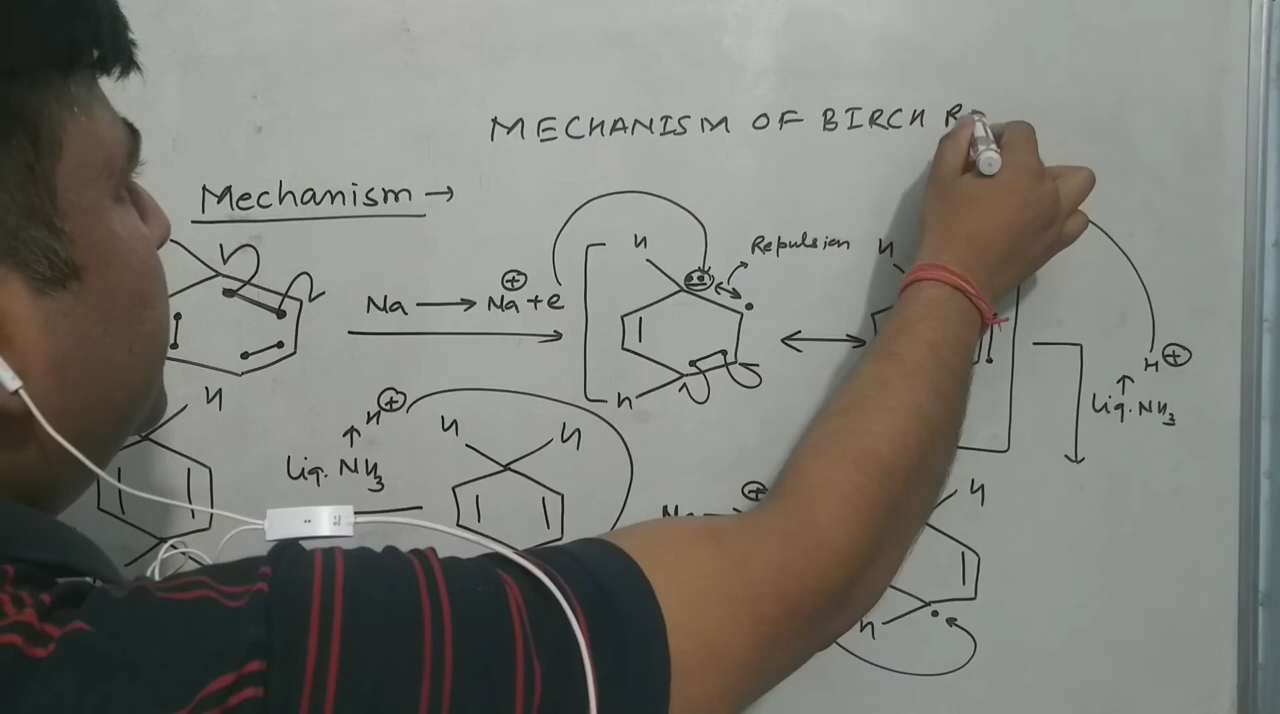 MECHANISM OF BIRCH R
Mechanism →
Na → Na⊕ + e
H
Repulsion
H
H
H
H⊕
↑
Liq. NH₃
H
H⊕
↑
Liq. NH₃
H
H
⊕
H
H